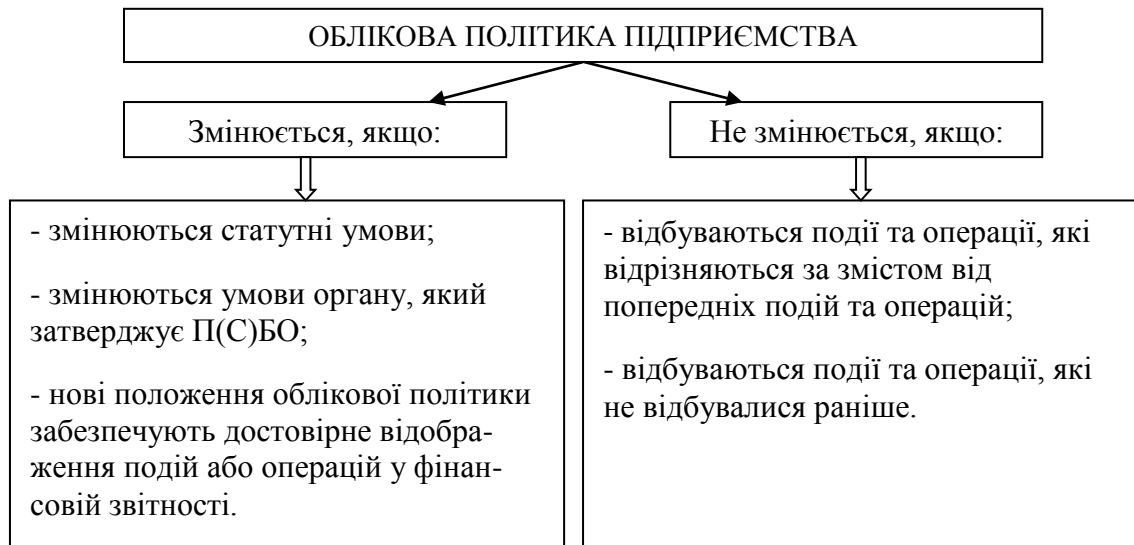 ОБЛІКОВА ПОЛІТИКА ПІДПРИЄМСТВА
Змінюється, якщо:
Не змінюється, якщо:
- змінюються статутні умови;
- змінюються умови органу, який
затверджує П(С)БО;
- нові положення облікової політики
забезпечують достовірне відобра-
ження подій або операцій у фінан-
совій звітності.
- відбуваються події та операції, які
відрізняються за змістом від
попередніх подій та операцій;
- відбуваються події та операції, які
не відбувалися раніше.